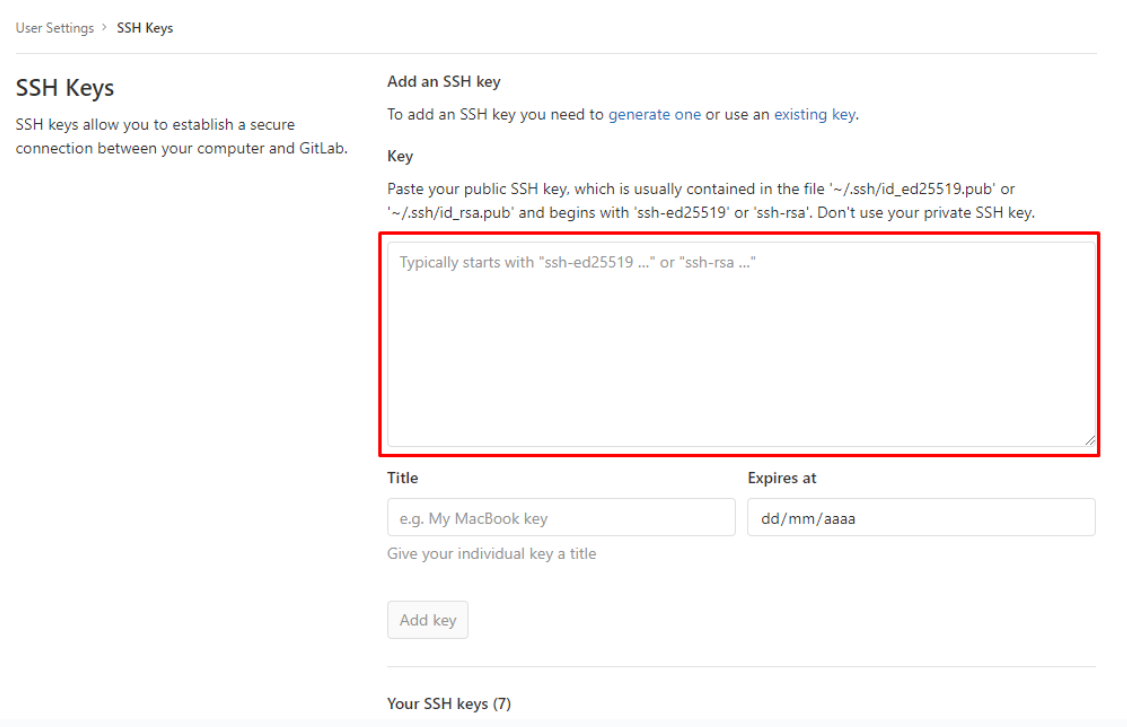 User Settings > SSH Keys
SSH Keys
SSH keys allow you to establish a secure
connection between your computer and GitLab.
Add an SSH key
To add an SSH key you need to generate one or use an existing key.
Key
Paste your public SSH key, which is usually contained in the file '~/.ssh/id_ed25519.pub' or
'~/.ssh/id_rsa.pub' and begins with 'ssh-ed25519' or 'ssh-rsa'. Don't use your private SSH key.
Typically starts with "ssh-ed25519 ..." or "ssh-rsa ..."
Title
Expires at
e.g. My MacBook key
dd/mm/aaaa
Give your individual key a title
Add key
Your SSH keys (7)